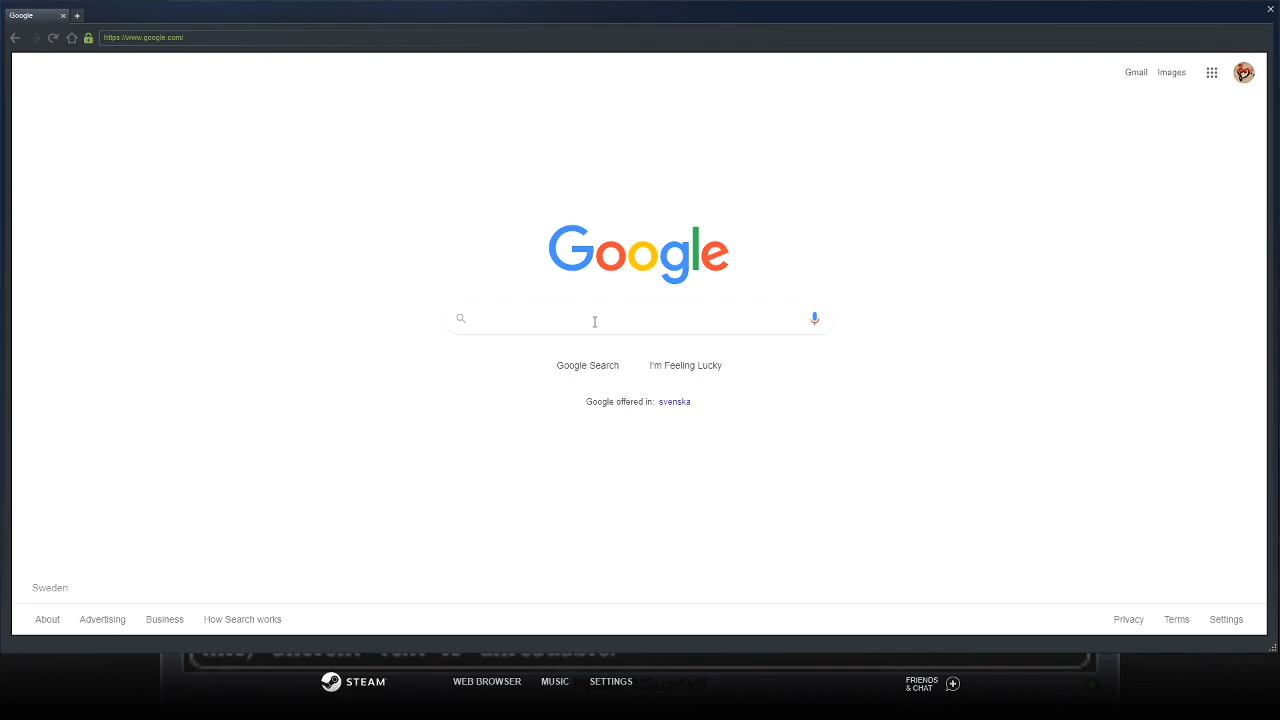 Google
https://www.google.com/
Gmail Images
Google
Google Search I'm Feeling Lucky
Google offered in: svenska
Sweden
About Advertising Business How Search works
Privacy Terms Settings
STEAM
WEB BROWSER MUSIC SETTINGS
FRIENDS
& CHAT